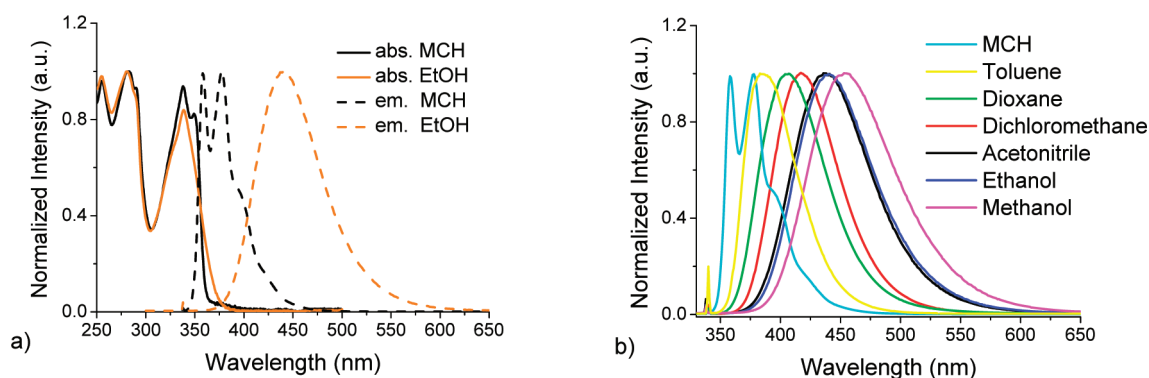 1.2
0.8
0.4
0.0
Normalized Intensity (a.u.)
abs. MCH
abs. EtOH
em. MCH
em. EtOH
250 300 350 400 450 500 550 600 650
Wavelength (nm)
a)
1.2
0.8
0.4
0.0
Normalized Intensity (a.u.)
MCH
Toluene
Dioxane
Dichloromethane
Acetonitrile
Ethanol
Methanol
350 400 450 500 550 600 650
Wavelength (nm)
b)